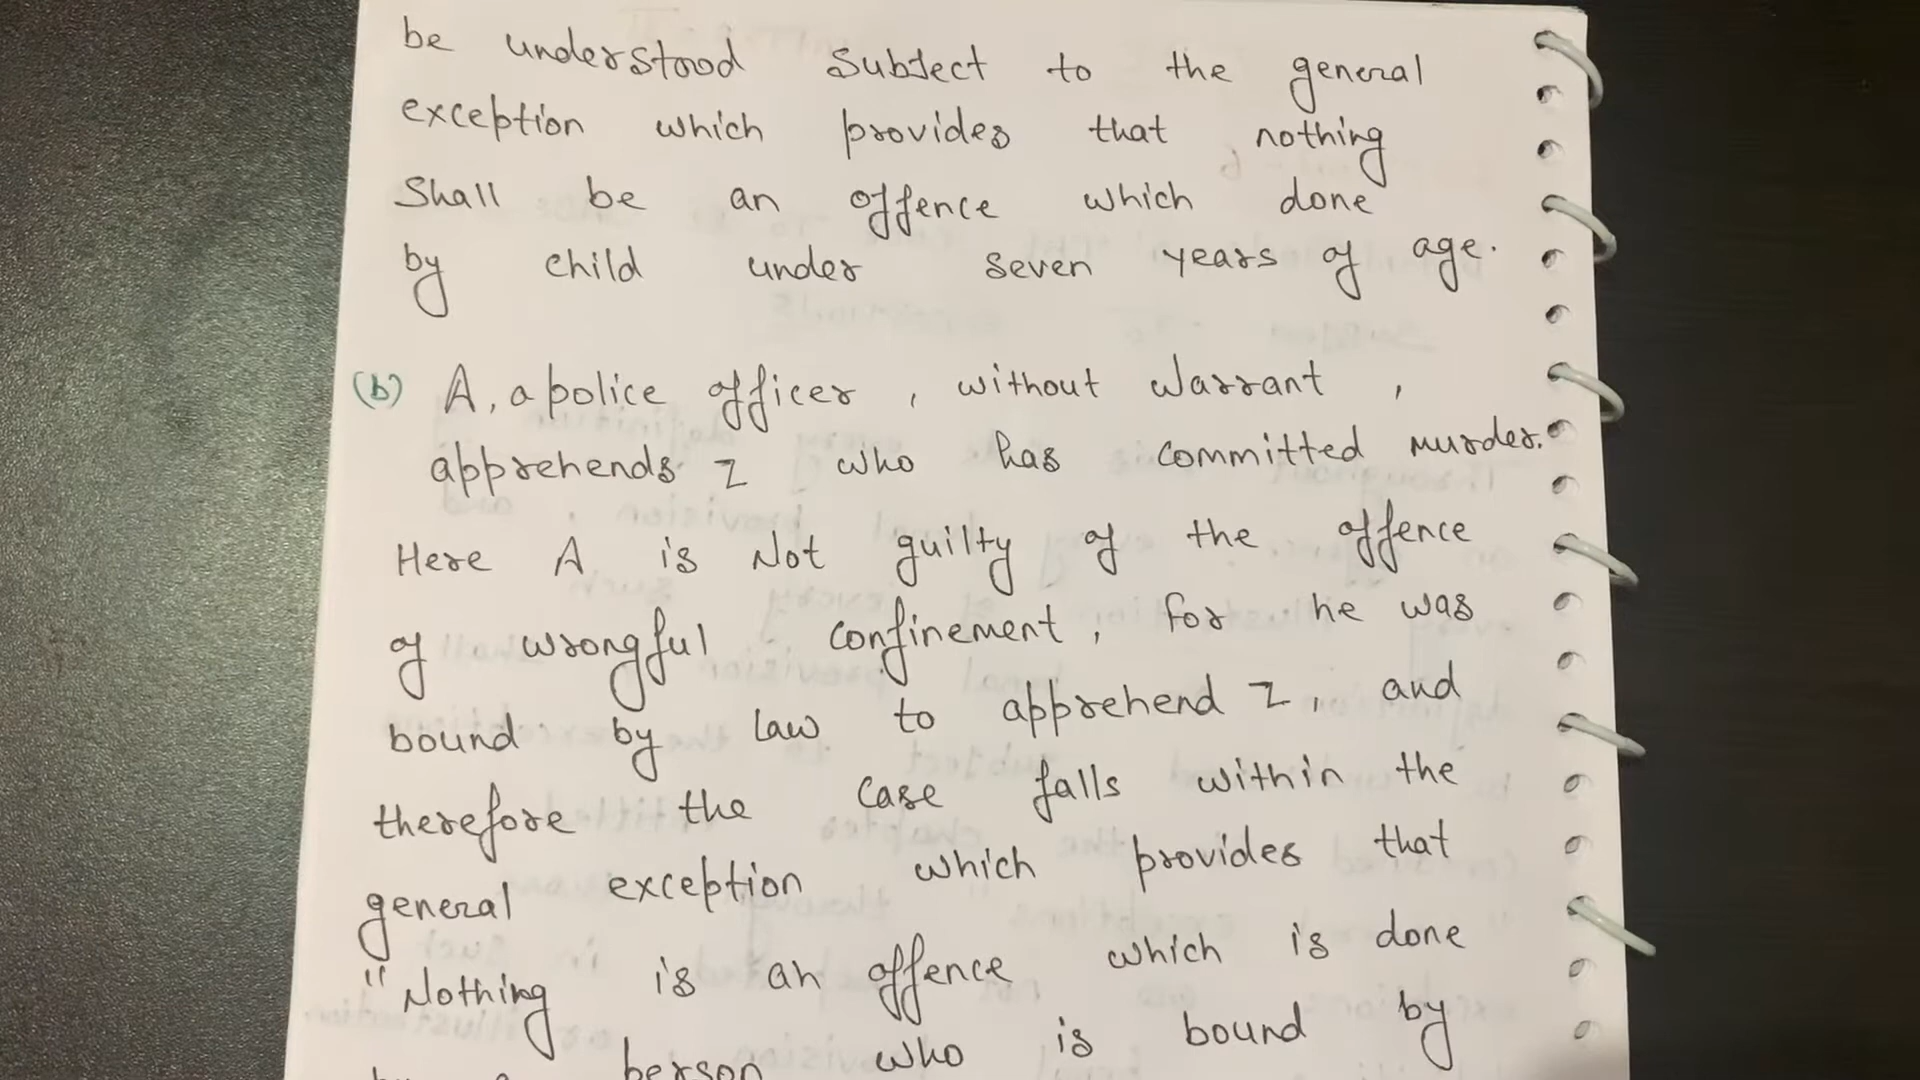 be understood subject to the general
exception which provides that nothing
Shall be an offence which done
by child under seven years of age.
(b) A, a police officer, without warrant,
apprehends Z who has committed murder.
Here A is Not guilty of the offence
of wrongful confinement, for he was
bound by law to apprehend Z, and
therefore the case falls within the
general exception which provides that
"Nothing is an offence which is done
person who is bound by